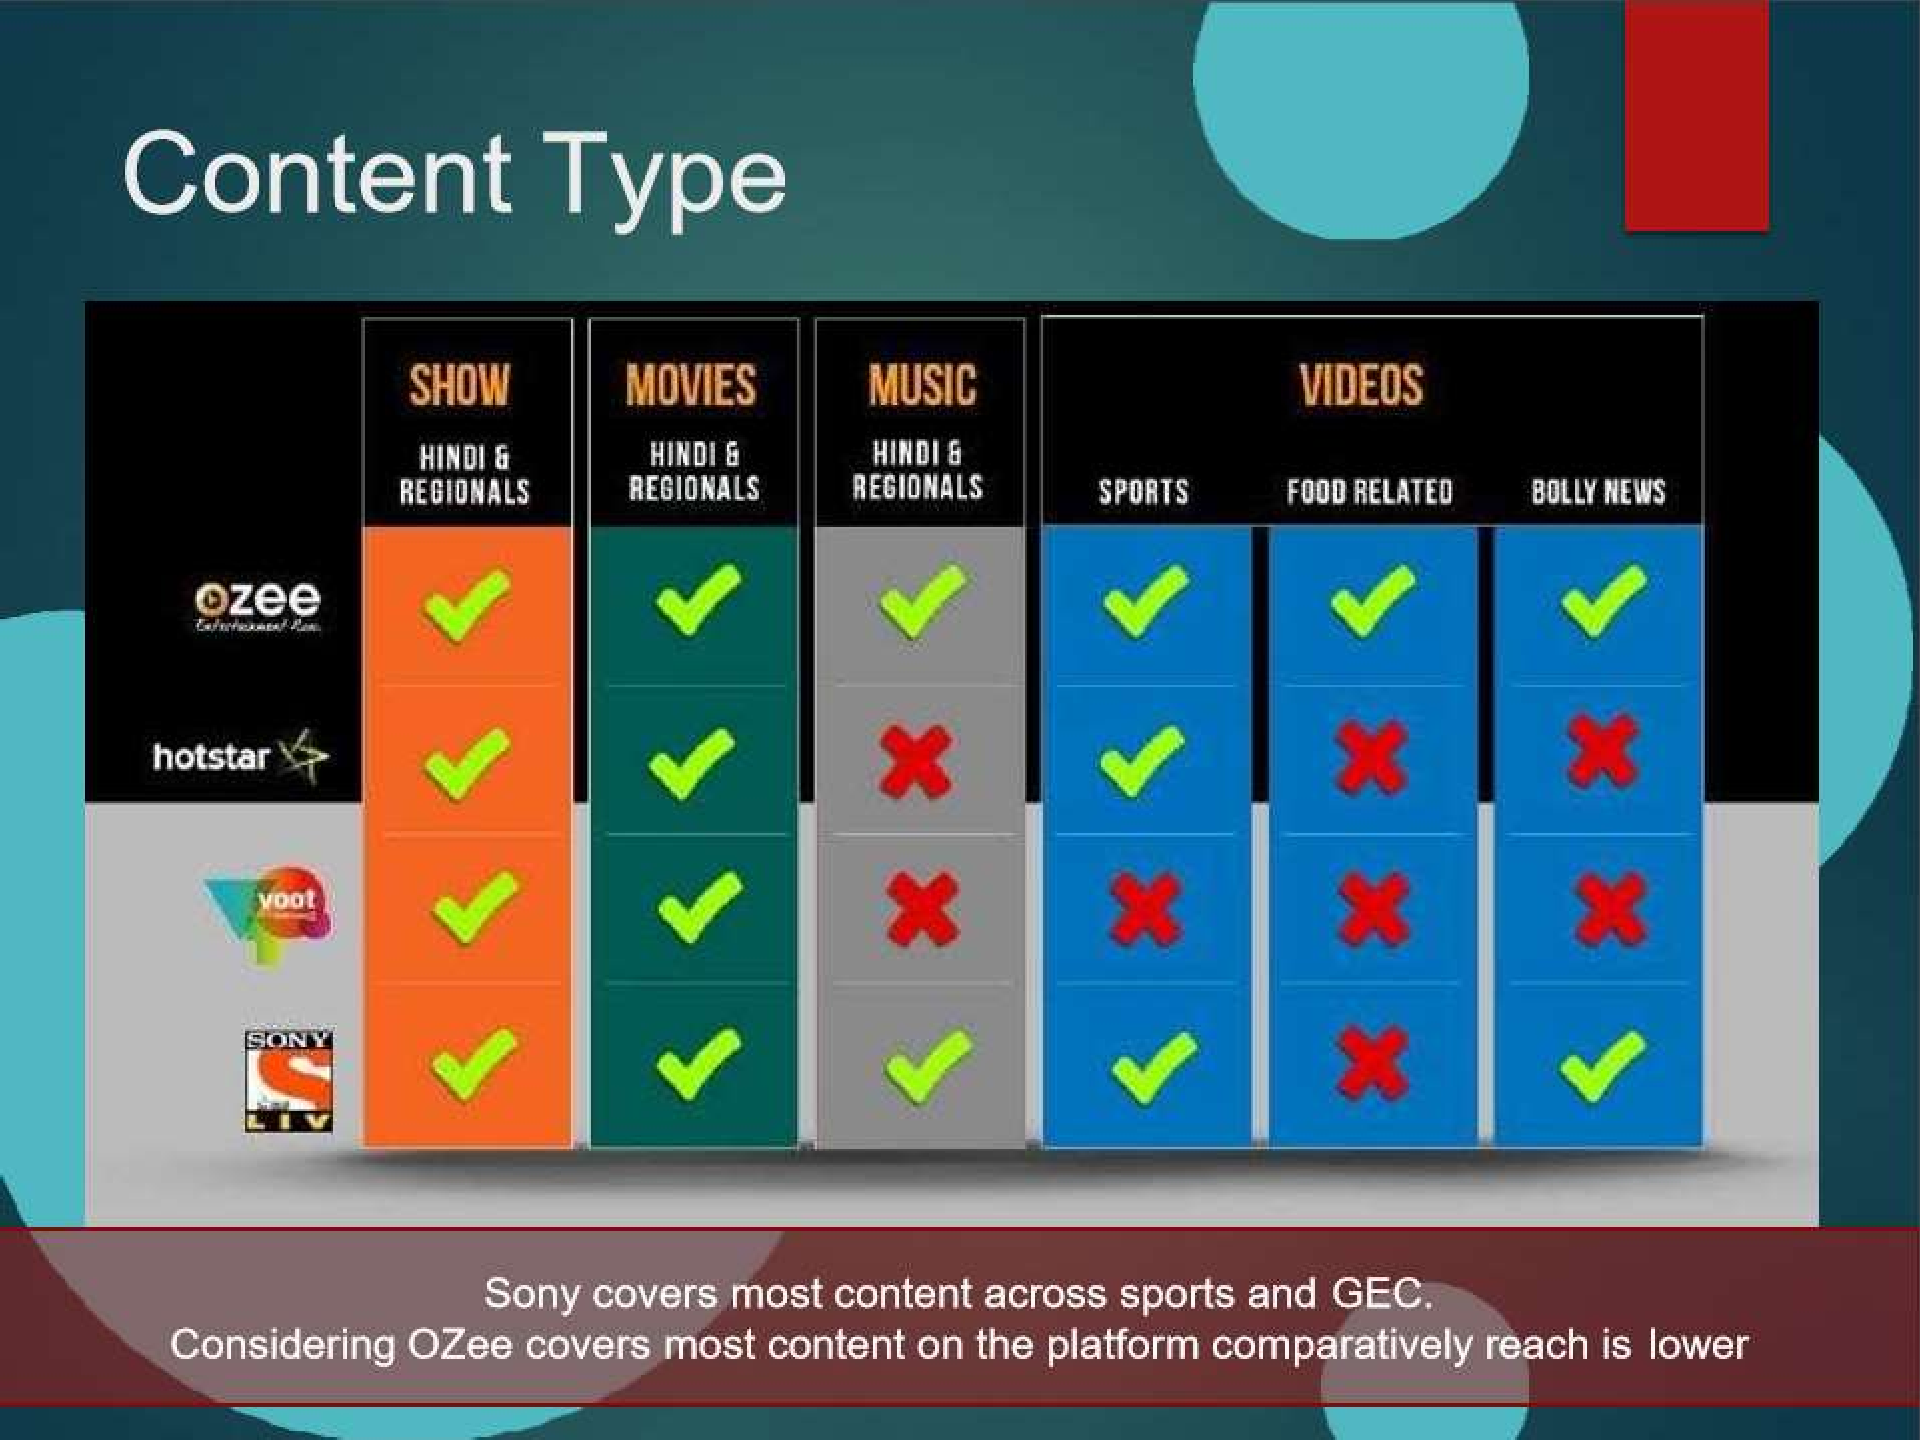 Content Type
SHOW
HINDI &
REGIONALS
MOVIES
HINDI &
REGIONALS
MUSIC
HINDI &
REGIONALS
VIDEOS
SPORTS
FOOD RELATED
BOLLY NEWS
ozee
hotstar
voot
SONY
LIV
Sony covers most content across sports and GEC.
Considering OZee covers most content on the platform comparatively reach is lower